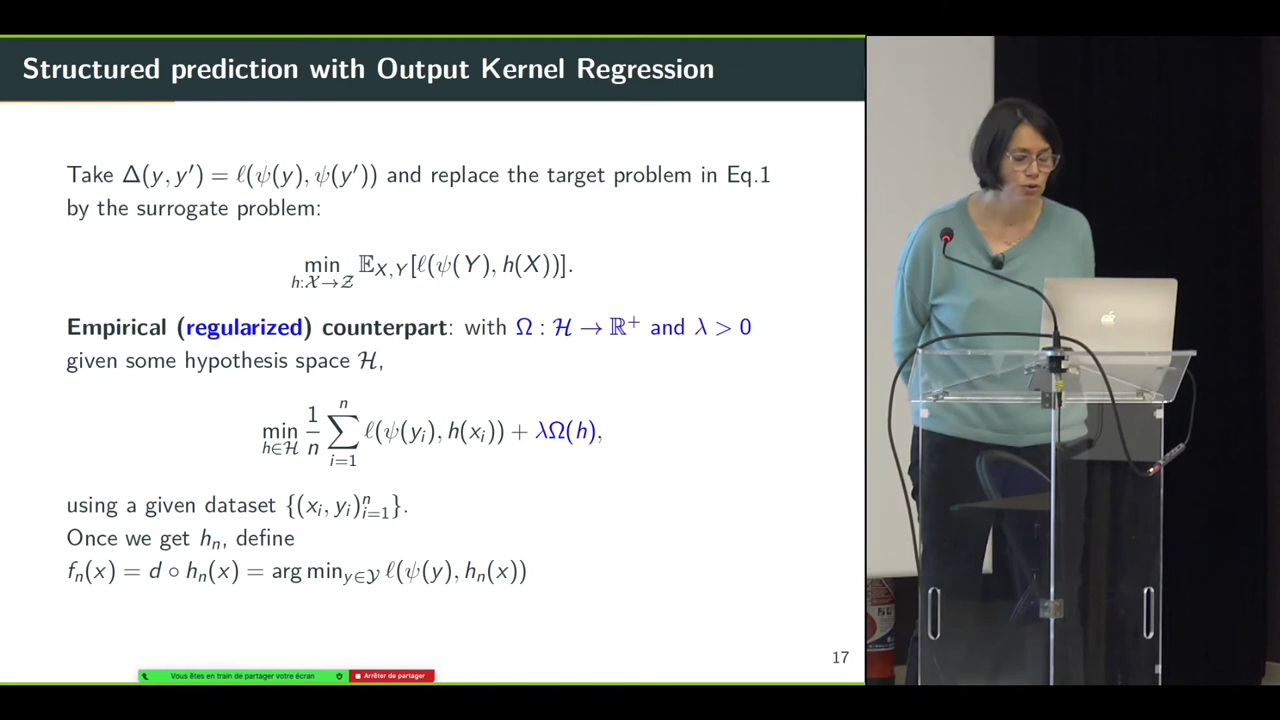 Structured prediction with Output Kernel Regression
Take Δ(y, y′) = ℓ(ψ(y), ψ(y′)) and replace the target problem in Eq.1
by the surrogate problem:
min_{h:𝒳→𝒵} 𝔼_{X,Y}[ℓ(ψ(Y), h(X))].
Empirical (regularized) counterpart: with Ω : ℋ → ℝ⁺ and λ > 0
given some hypothesis space ℋ,
min_{h∈ℋ} 1/n ∑_{i=1}^{n} ℓ(ψ(y_i), h(x_i)) + λΩ(h),
using a given dataset {(x_i, y_i)_{i=1}^n}.
Once we get h_n, define
f_n(x) = d ∘ h_n(x) = arg min_{y∈𝒴} ℓ(ψ(y), h_n(x))
17
Vous êtes en train de partager votre écran
Arrêter de partager